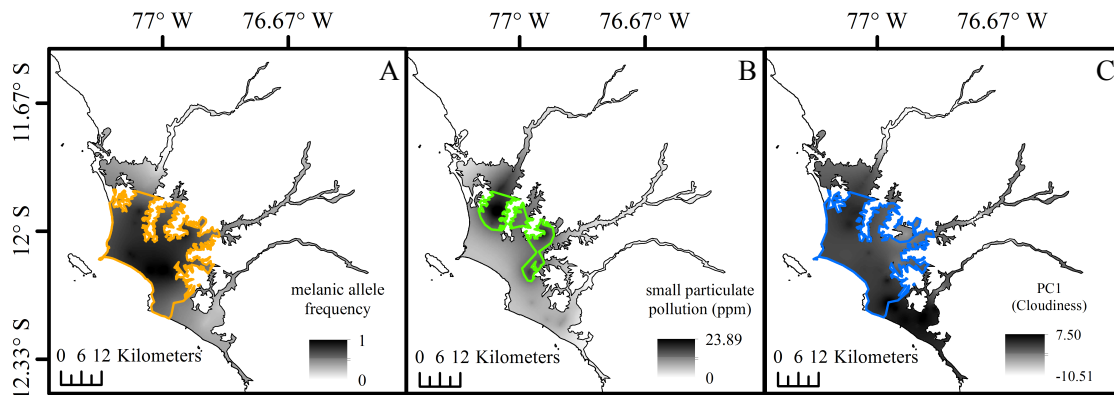 77° W 76.67° W 77° W 76.67° W 77° W 76.67° W
11.67° S
12° S
12.33° S
A
melanic allele
frequency
1
0
0 6 12 Kilometers
B
small particulate
pollution (ppm)
23.89
0
0 6 12 Kilometers
C
PC1
(Cloudiness)
7.50
-10.51
0 6 12 Kilometers